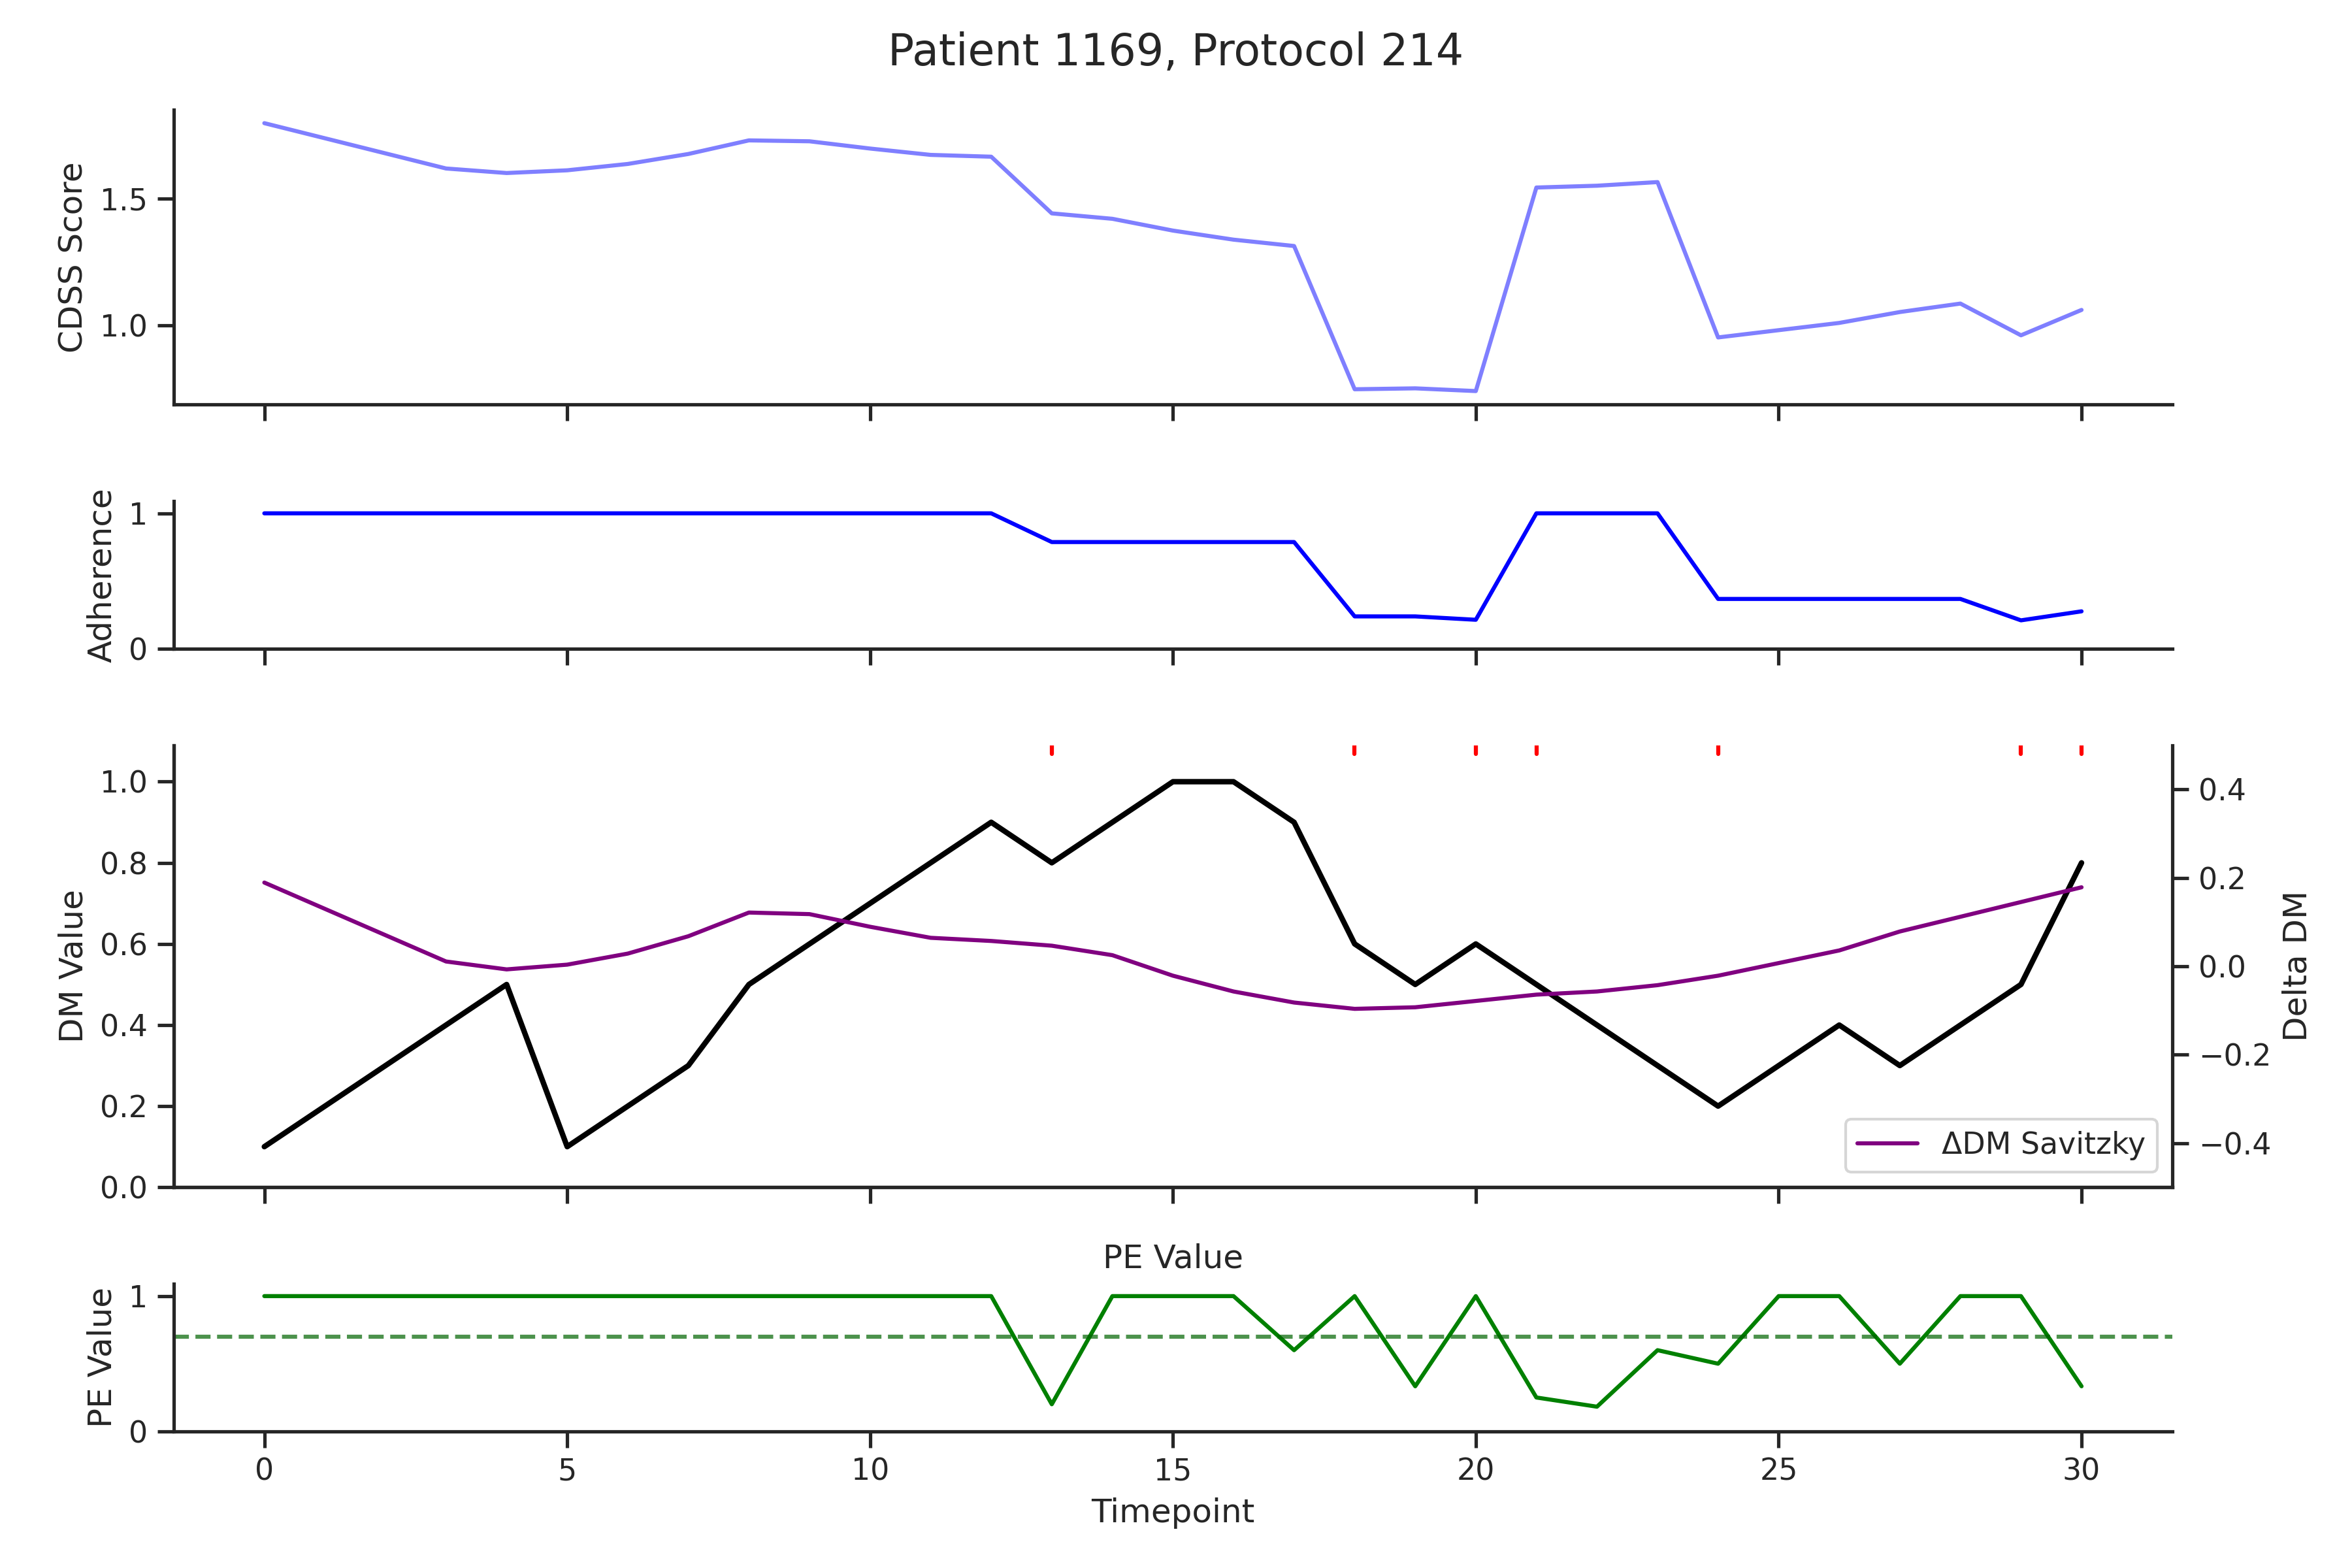 Patient 1169, Protocol 214
CDSS Score
1.5
1.0
Adherence
1
0
DM Value
1.0
0.8
0.6
0.4
0.2
0.0
0.4
0.2
0.0
−0.2
−0.4
Delta DM
ΔDM Savitzky
PE Value
PE Value
1
0
0 5 10 15 20 25 30
Timepoint